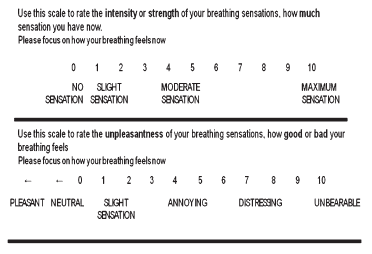 Use this scale to rate the intensity or strength of your breathing sensations, how much
sensation you have now.
Please focus on how your breathing feels now
0 1 2 3 4 5 6 7 8 9 10
NO SLIGHT MODERATE MAXIMUM
SENSATION SENSATION SENSATION SENSATION
Use this scale to rate the unpleasantness of your breathing sensations, how good or bad your
breathing feels
Please focus on how your breathing feels now
← ← 0 1 2 3 4 5 6 7 8 9 10
PLEASANT NEUTRAL SLIGHT ANNOYING DISTRESSING UNBEARABLE
SENSATION